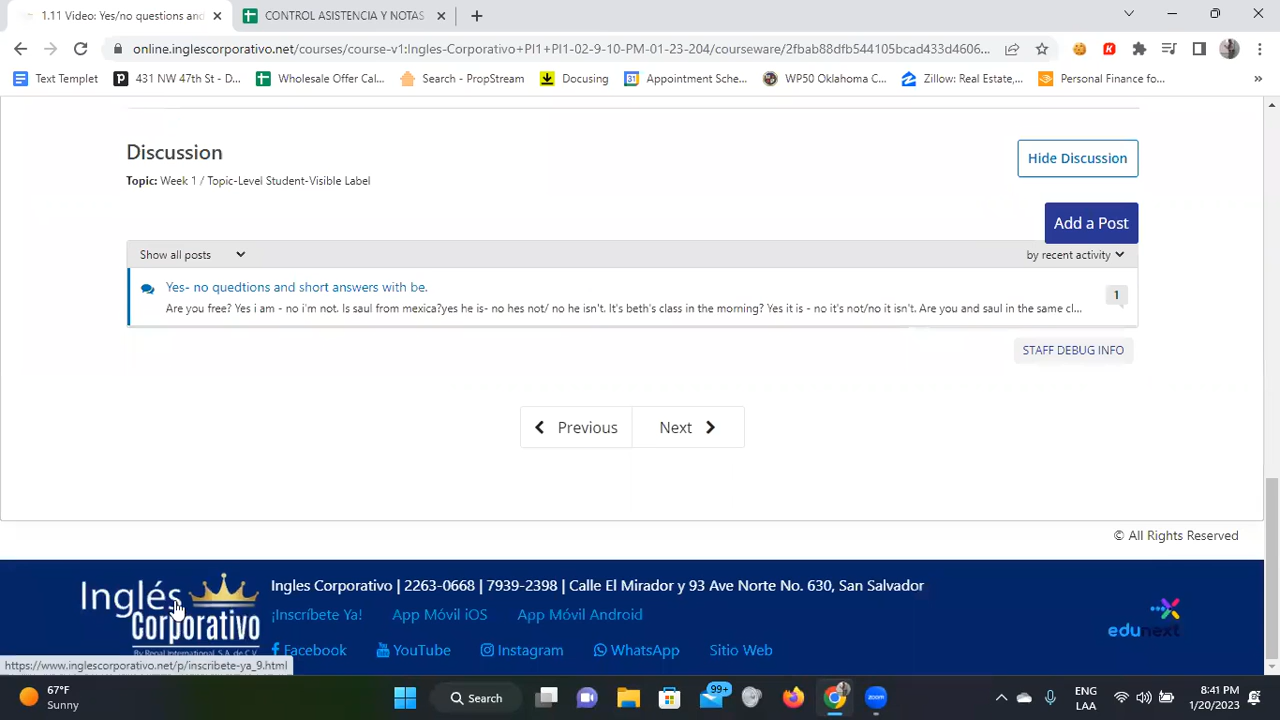 1.11 Video: Yes/no questions and
CONTROL ASISTENCIA Y NOTAS
online.inglescorporativo.net/courses/course-v1:Ingles-Corporativo+PI1+PI1-02-9-10-PM-01-23-204/courseware/2fbab88dfb544105bcad433d4606...
Text Templet
431 NW 47th St - D...
Wholesale Offer Cal...
Search - PropStream
Docusing
Appointment Sche...
WP50 Oklahoma C...
Zillow: Real Estate,...
Personal Finance fo...
»
Discussion
Hide Discussion
Topic: Week 1 / Topic-Level Student-Visible Label
Add a Post
Show all posts
by recent activity
Yes- no quedtions and short answers with be.
1
Are you free? Yes i am - no i'm not. Is saul from mexica?yes he is- no hes not/ no he isn't. It's beth's class in the morning? Yes it is - no it's not/no it isn't. Are you and saul in the same cl...
STAFF DEBUG INFO
Previous
Next
© All Rights Reserved
Inglés Corporativo
Ingles Corporativo | 2263-0668 | 7939-2398 | Calle El Mirador y 93 Ave Norte No. 630, San Salvador
¡Inscríbete Ya!
App Móvil iOS
App Móvil Android
edunext
Facebook
YouTube
Instagram
WhatsApp
Sitio Web
https://www.inglescorporativo.net/p/inscribete-ya_9.html
67°F
Sunny
Search
99+
zoom
ENG
LAA
8:41 PM
1/20/2023